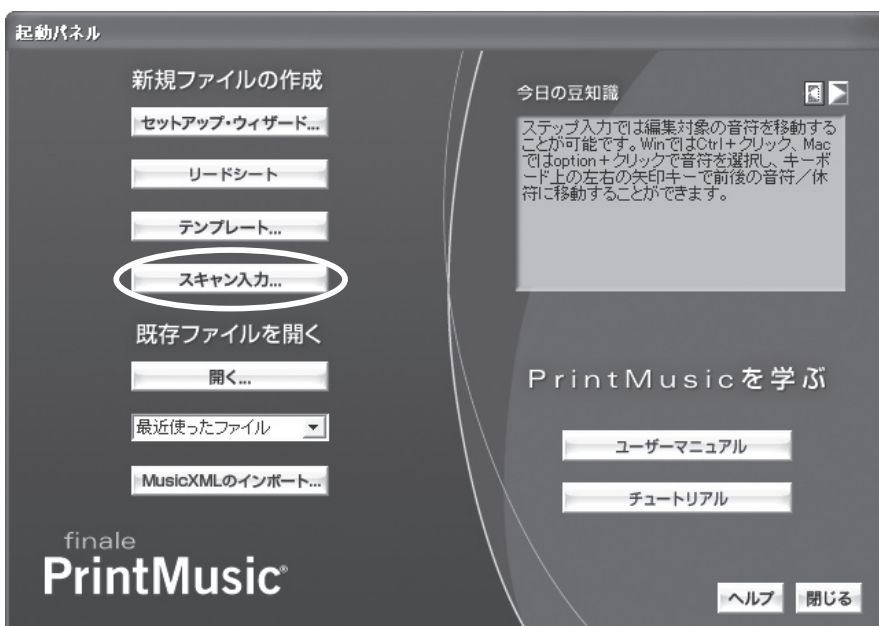 起動パネル
新規ファイルの作成
セットアップ・ウィザード...
リードシート
テンプレート...
スキャン入力...
既存ファイルを開く
開く...
最近使ったファイル
MusicXMLのインポート...
finale
PrintMusic®
今日の豆知識
ステップ入力では編集対象の音符を移動する
ことが可能です。WinではCtrl+クリック、Mac
ではoption+クリックで音符を選択し、キーボ
ード上の左右の矢印キーで前後の音符／休
符に移動することができます。
PrintMusicを学ぶ
ユーザーマニュアル
チュートリアル
ヘルプ
閉じる